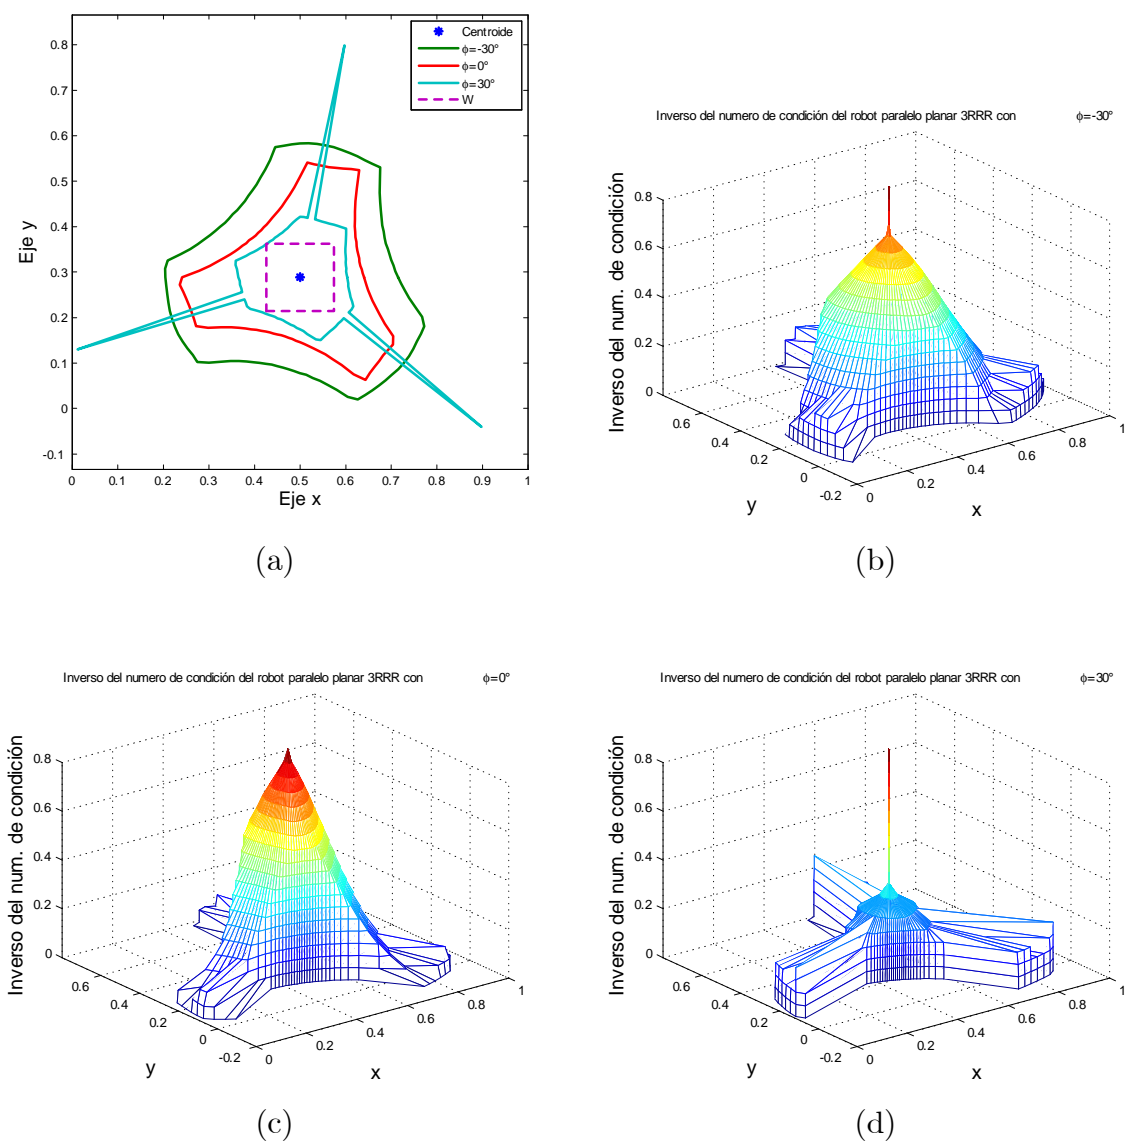 0.8
0.7
0.6
0.5
0.4
0.3
0.2
0.1
0
-0.1
Eje y
0 0.1 0.2 0.3 0.4 0.5 0.6 0.7 0.8 0.9 1
Eje x
Centroide
ϕ=-30°
ϕ=0°
ϕ=30°
W
(a)
Inverso del numero de condición del robot paralelo planar 3RRR con ϕ=-30°
Inverso del num. de condición
0.8
0.6
0.4
0.2
0
0.6
0.4
0.2
0
-0.2
y
0
0.2
0.4
0.6
0.8
1
x
(b)
Inverso del numero de condición del robot paralelo planar 3RRR con ϕ=0°
Inverso del num. de condición
0.8
0.6
0.4
0.2
0
0.6
0.4
0.2
0
-0.2
y
0
0.2
0.4
0.6
0.8
1
x
(c)
Inverso del numero de condición del robot paralelo planar 3RRR con ϕ=30°
Inverso del num. de condición
0.8
0.6
0.4
0.2
0
0.6
0.4
0.2
0
-0.2
y
0
0.2
0.4
0.6
0.8
1
x
(d)